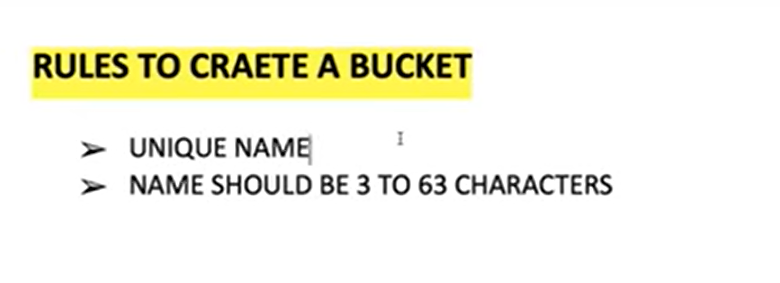 RULES TO CRAETE A BUCKET
➢ UNIQUE NAME
➢ NAME SHOULD BE 3 TO 63 CHARACTERS